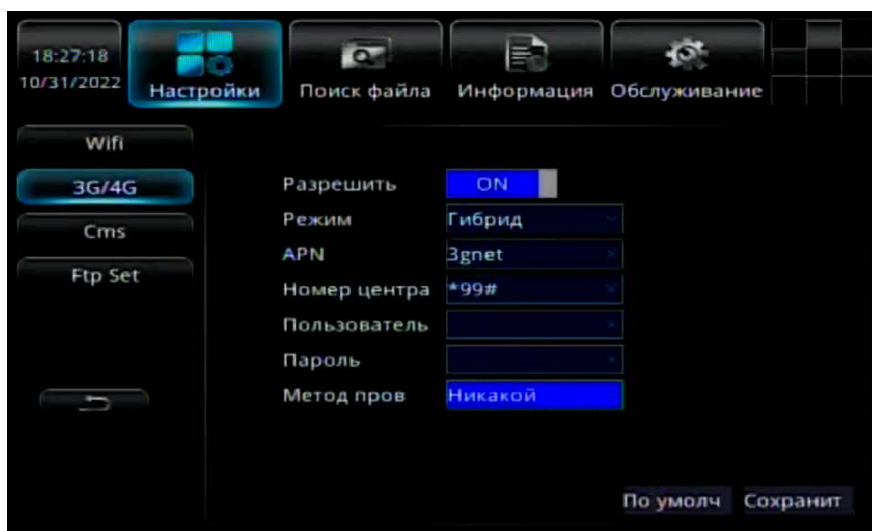 18:27:18
10/31/2022
Настройки
Поиск файла
Информация
Обслуживание
Wifi
3G/4G
Cms
Ftp Set
Разрешить ON
Режим Гибрид
APN 3gnet
Номер центра *99#
Пользователь
Пароль
Метод пров Никакой
По умолч Сохранит